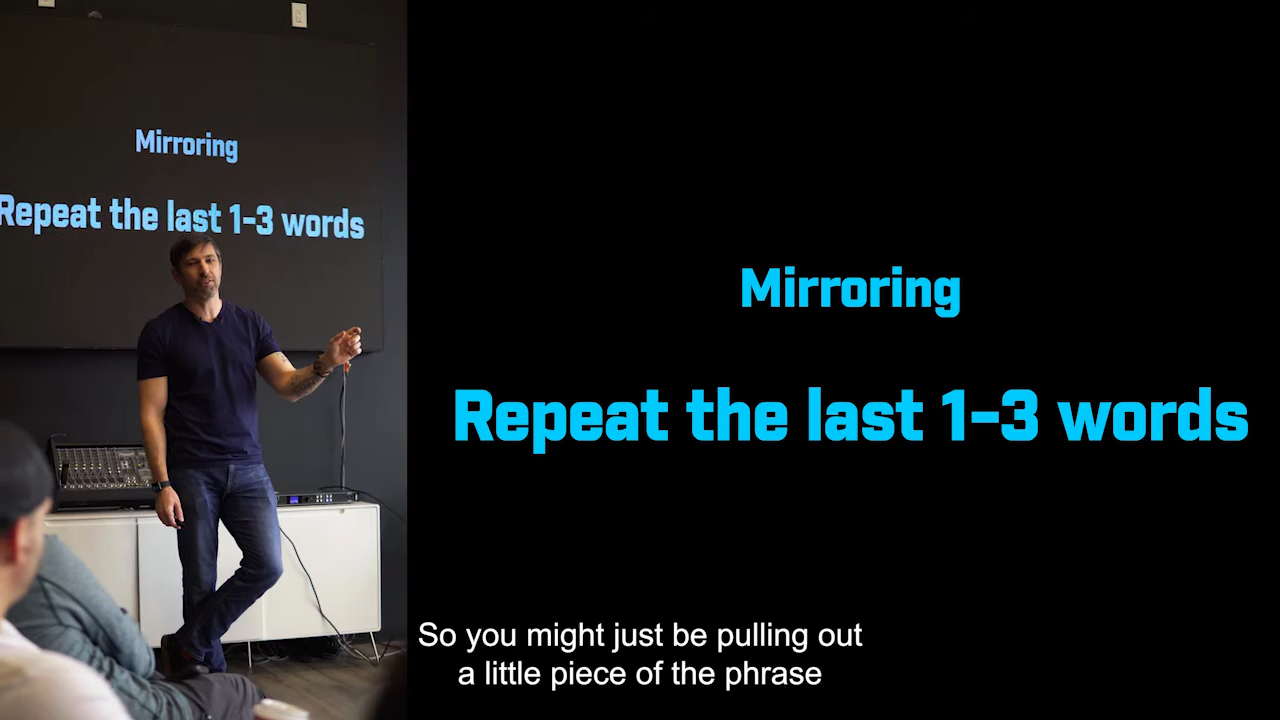 Mirroring
Repeat the last 1-3 words
Mirroring
Repeat the last 1-3 words
So you might just be pulling out
a little piece of the phrase